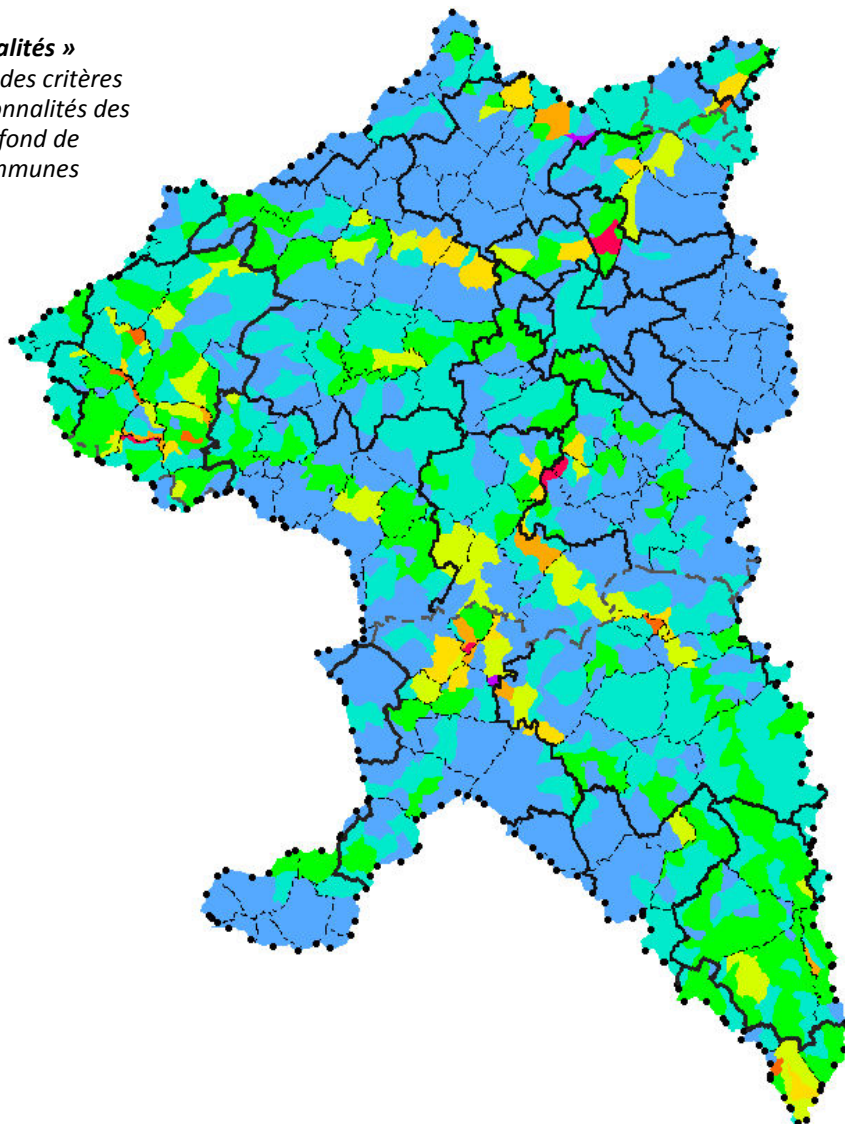 alités »
des critères
onnalités des
fond de
mmunes